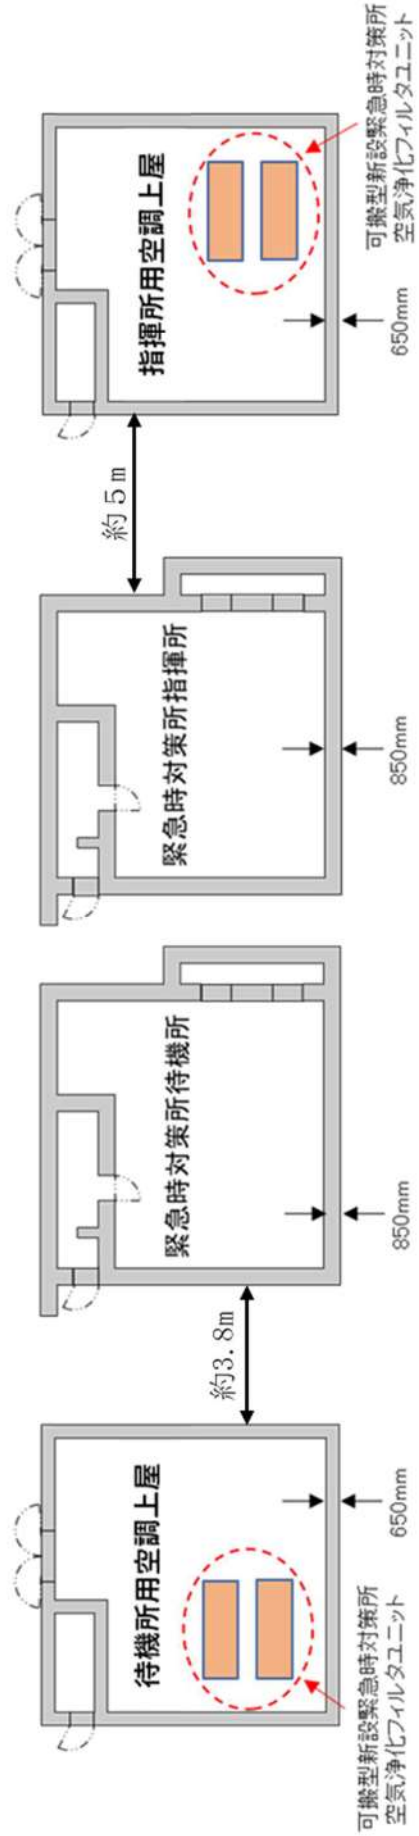 待機所用空調上屋
可搬型新設緊急時対策所
空気浄化フィルタユニット
650mm
約3.8m
緊急時対策所待機所
850mm
緊急時対策所指揮所
850mm
約５ｍ
指揮所用空調上屋
650mm
可搬型新設緊急時対策所
空気浄化フィルタユニット